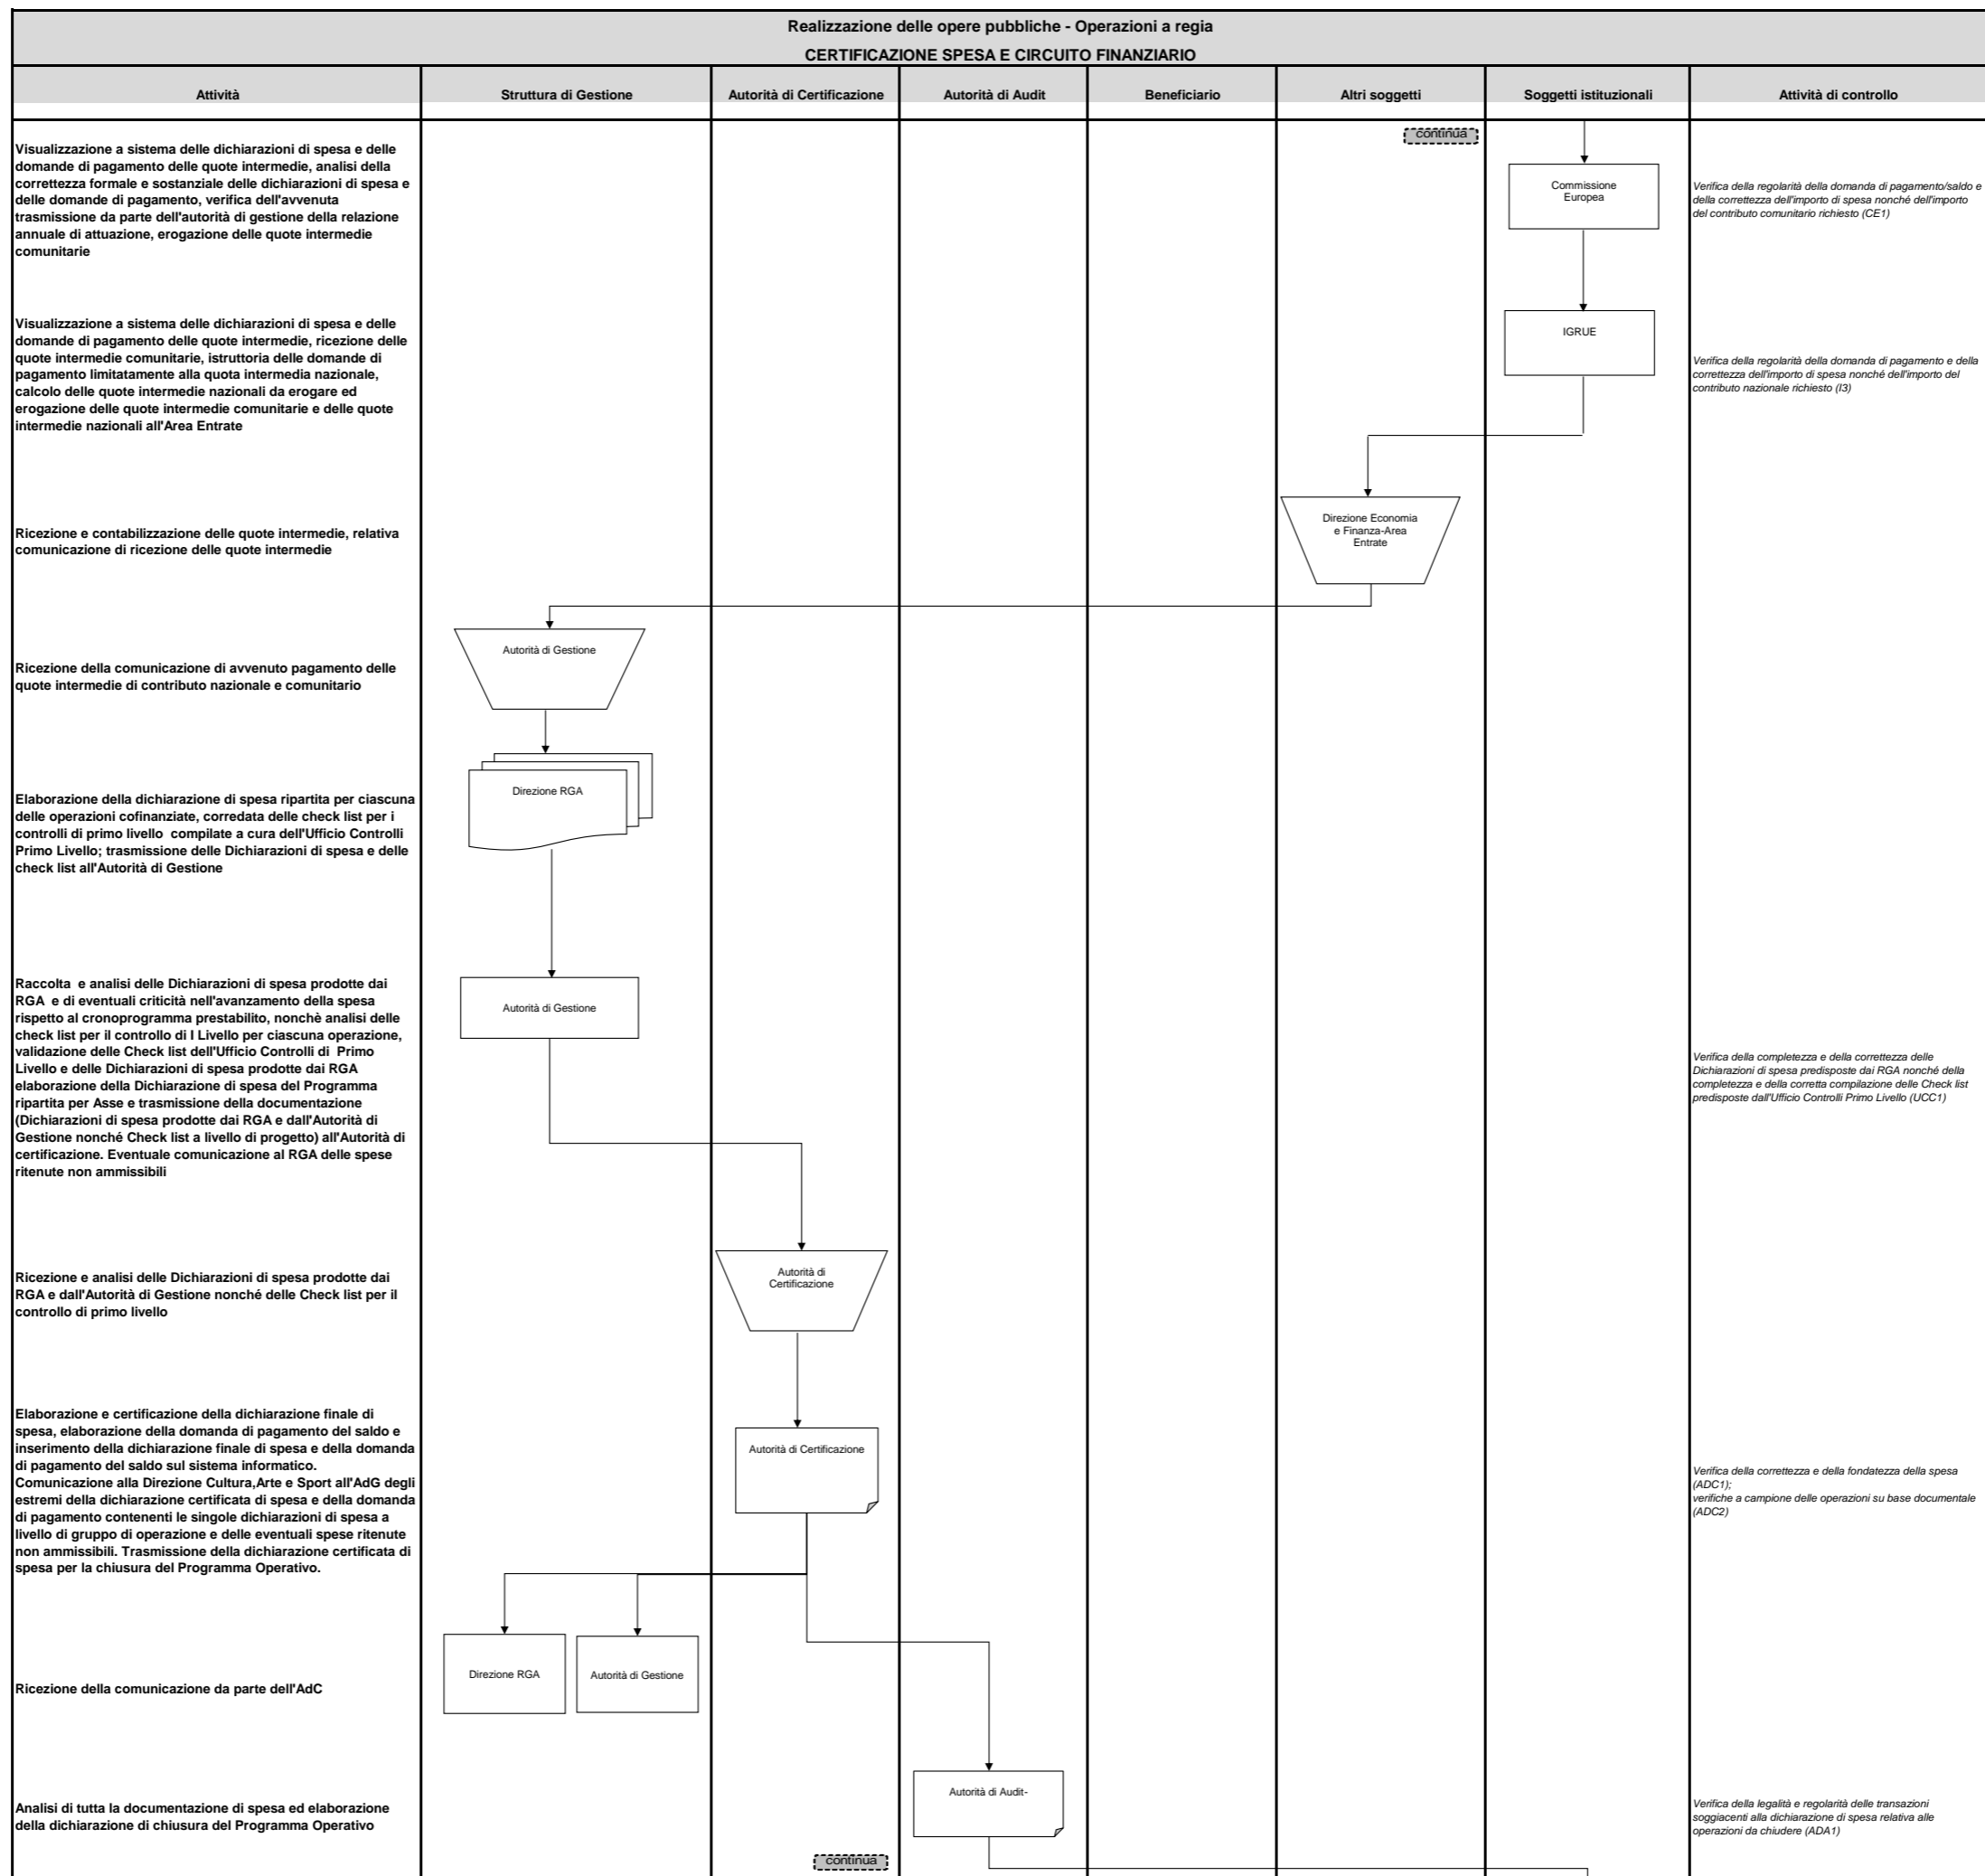 Realizzazione delle opere pubbliche - Operazioni a regia
CERTIFICAZIONE SPESA E CIRCUITO FINANZIARIO
Attività
Struttura di Gestione
Autorità di Certificazione
Autorità di Audit
Beneficiario
Altri soggetti
Soggetti istituzionali
Attività di controllo
continua
Visualizzazione a sistema delle dichiarazioni di spesa e delle
domande di pagamento delle quote intermedie, analisi della
correttezza formale e sostanziale delle dichiarazioni di spesa e
delle domande di pagamento, verifica dell'avvenuta
trasmissione da parte dell'autorità di gestione della relazione
annuale di attuazione, erogazione delle quote intermedie
comunitarie
Commissione
Europea
Verifica della regolarità della domanda di pagamento/saldo e
della correttezza dell'importo di spesa nonché dell'importo
del contributo comunitario richiesto (CE1)
Visualizzazione a sistema delle dichiarazioni di spesa e delle
domande di pagamento delle quote intermedie, ricezione delle
quote intermedie comunitarie, istruttoria delle domande di
pagamento limitatamente alla quota intermedia nazionale,
calcolo delle quote intermedie nazionali da erogare ed
erogazione delle quote intermedie comunitarie e delle quote
intermedie nazionali all'Area Entrate
IGRUE
Verifica della regolarità della domanda di pagamento e della
correttezza dell'importo di spesa nonché dell'importo del
contributo nazionale richiesto (I3)
Ricezione e contabilizzazione delle quote intermedie, relativa
comunicazione di ricezione delle quote intermedie
Direzione Economia
e Finanza-Area
Entrate
Ricezione della comunicazione di avvenuto pagamento delle
quote intermedie di contributo nazionale e comunitario
Autorità di Gestione
Elaborazione della dichiarazione di spesa ripartita per ciascuna
delle operazioni cofinanziate, corredata delle check list per i
controlli di primo livello  compilate a cura dell'Ufficio Controlli
Primo Livello; trasmissione delle Dichiarazioni di spesa e delle
check list all'Autorità di Gestione
Direzione RGA
Raccolta  e analisi delle Dichiarazioni di spesa prodotte dai
RGA  e di eventuali criticità nell'avanzamento della spesa
rispetto al cronoprogramma prestabilito, nonchè analisi delle
check list per il controllo di I Livello per ciascuna operazione,
validazione delle Check list dell'Ufficio Controlli di  Primo
Livello e delle Dichiarazioni di spesa prodotte dai RGA
elaborazione della Dichiarazione di spesa del Programma
ripartita per Asse e trasmissione della documentazione
(Dichiarazioni di spesa prodotte dai RGA e dall'Autorità di
Gestione nonché Check list a livello di progetto) all'Autorità di
certificazione. Eventuale comunicazione al RGA delle spese
ritenute non ammissibili
Autorità di Gestione
Verifica della completezza e della correttezza delle
Dichiarazioni di spesa predisposte dai RGA nonché della
completezza e della corretta compilazione delle Check list
predisposte dall'Ufficio Controlli Primo Livello (UCC1)
Ricezione e analisi delle Dichiarazioni di spesa prodotte dai
RGA e dall'Autorità di Gestione nonché delle Check list per il
controllo di primo livello
Autorità di
Certificazione
Elaborazione e certificazione della dichiarazione finale di
spesa, elaborazione della domanda di pagamento del saldo e
inserimento della dichiarazione finale di spesa e della domanda
di pagamento del saldo sul sistema informatico.
Comunicazione alla Direzione Cultura,Arte e Sport all'AdG degli
estremi della dichiarazione certificata di spesa e della domanda
di pagamento contenenti le singole dichiarazioni di spesa a
livello di gruppo di operazione e delle eventuali spese ritenute
non ammissibili. Trasmissione della dichiarazione certificata di
spesa per la chiusura del Programma Operativo.
Autorità di Certificazione
Verifica della correttezza e della fondatezza della spesa
(ADC1);
verifiche a campione delle operazioni su base documentale
(ADC2)
Ricezione della comunicazione da parte dell'AdC
Direzione RGA
Autorità di Gestione
Analisi di tutta la documentazione di spesa ed elaborazione
della dichiarazione di chiusura del Programma Operativo
Autorità di Audit-
Verifica della legalità e regolarità delle transazioni
soggiacenti alla dichiarazione di spesa relativa alle
operazioni da chiudere (ADA1)
continua